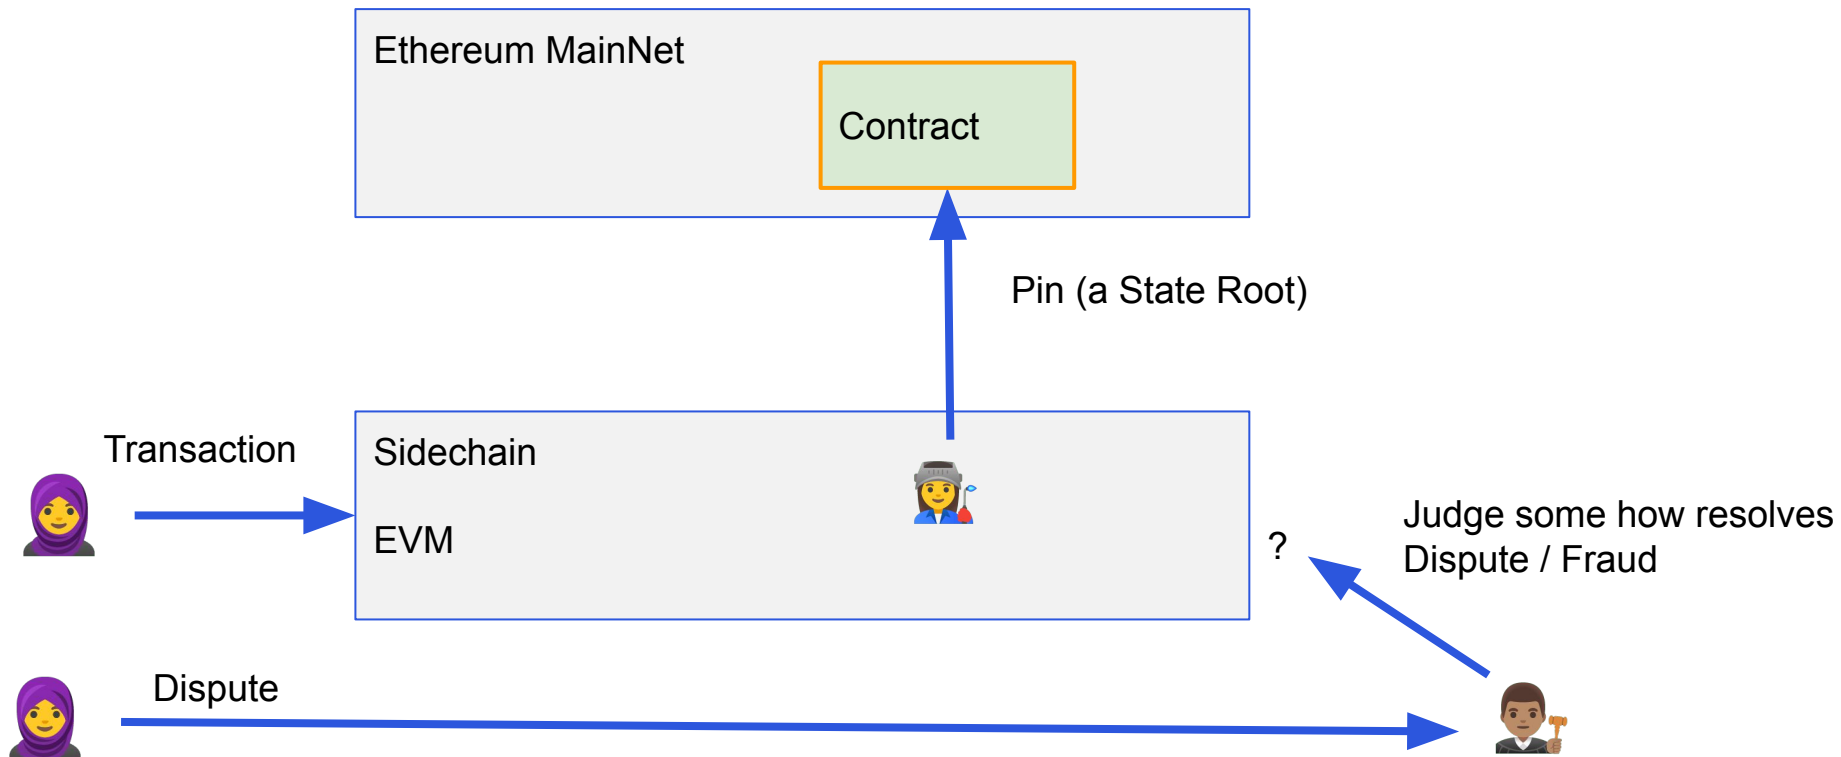 Ethereum MainNet
Contract
Pin (a State Root)
Transaction
Sidechain
EVM
?
Judge some how resolves
Dispute / Fraud
Dispute